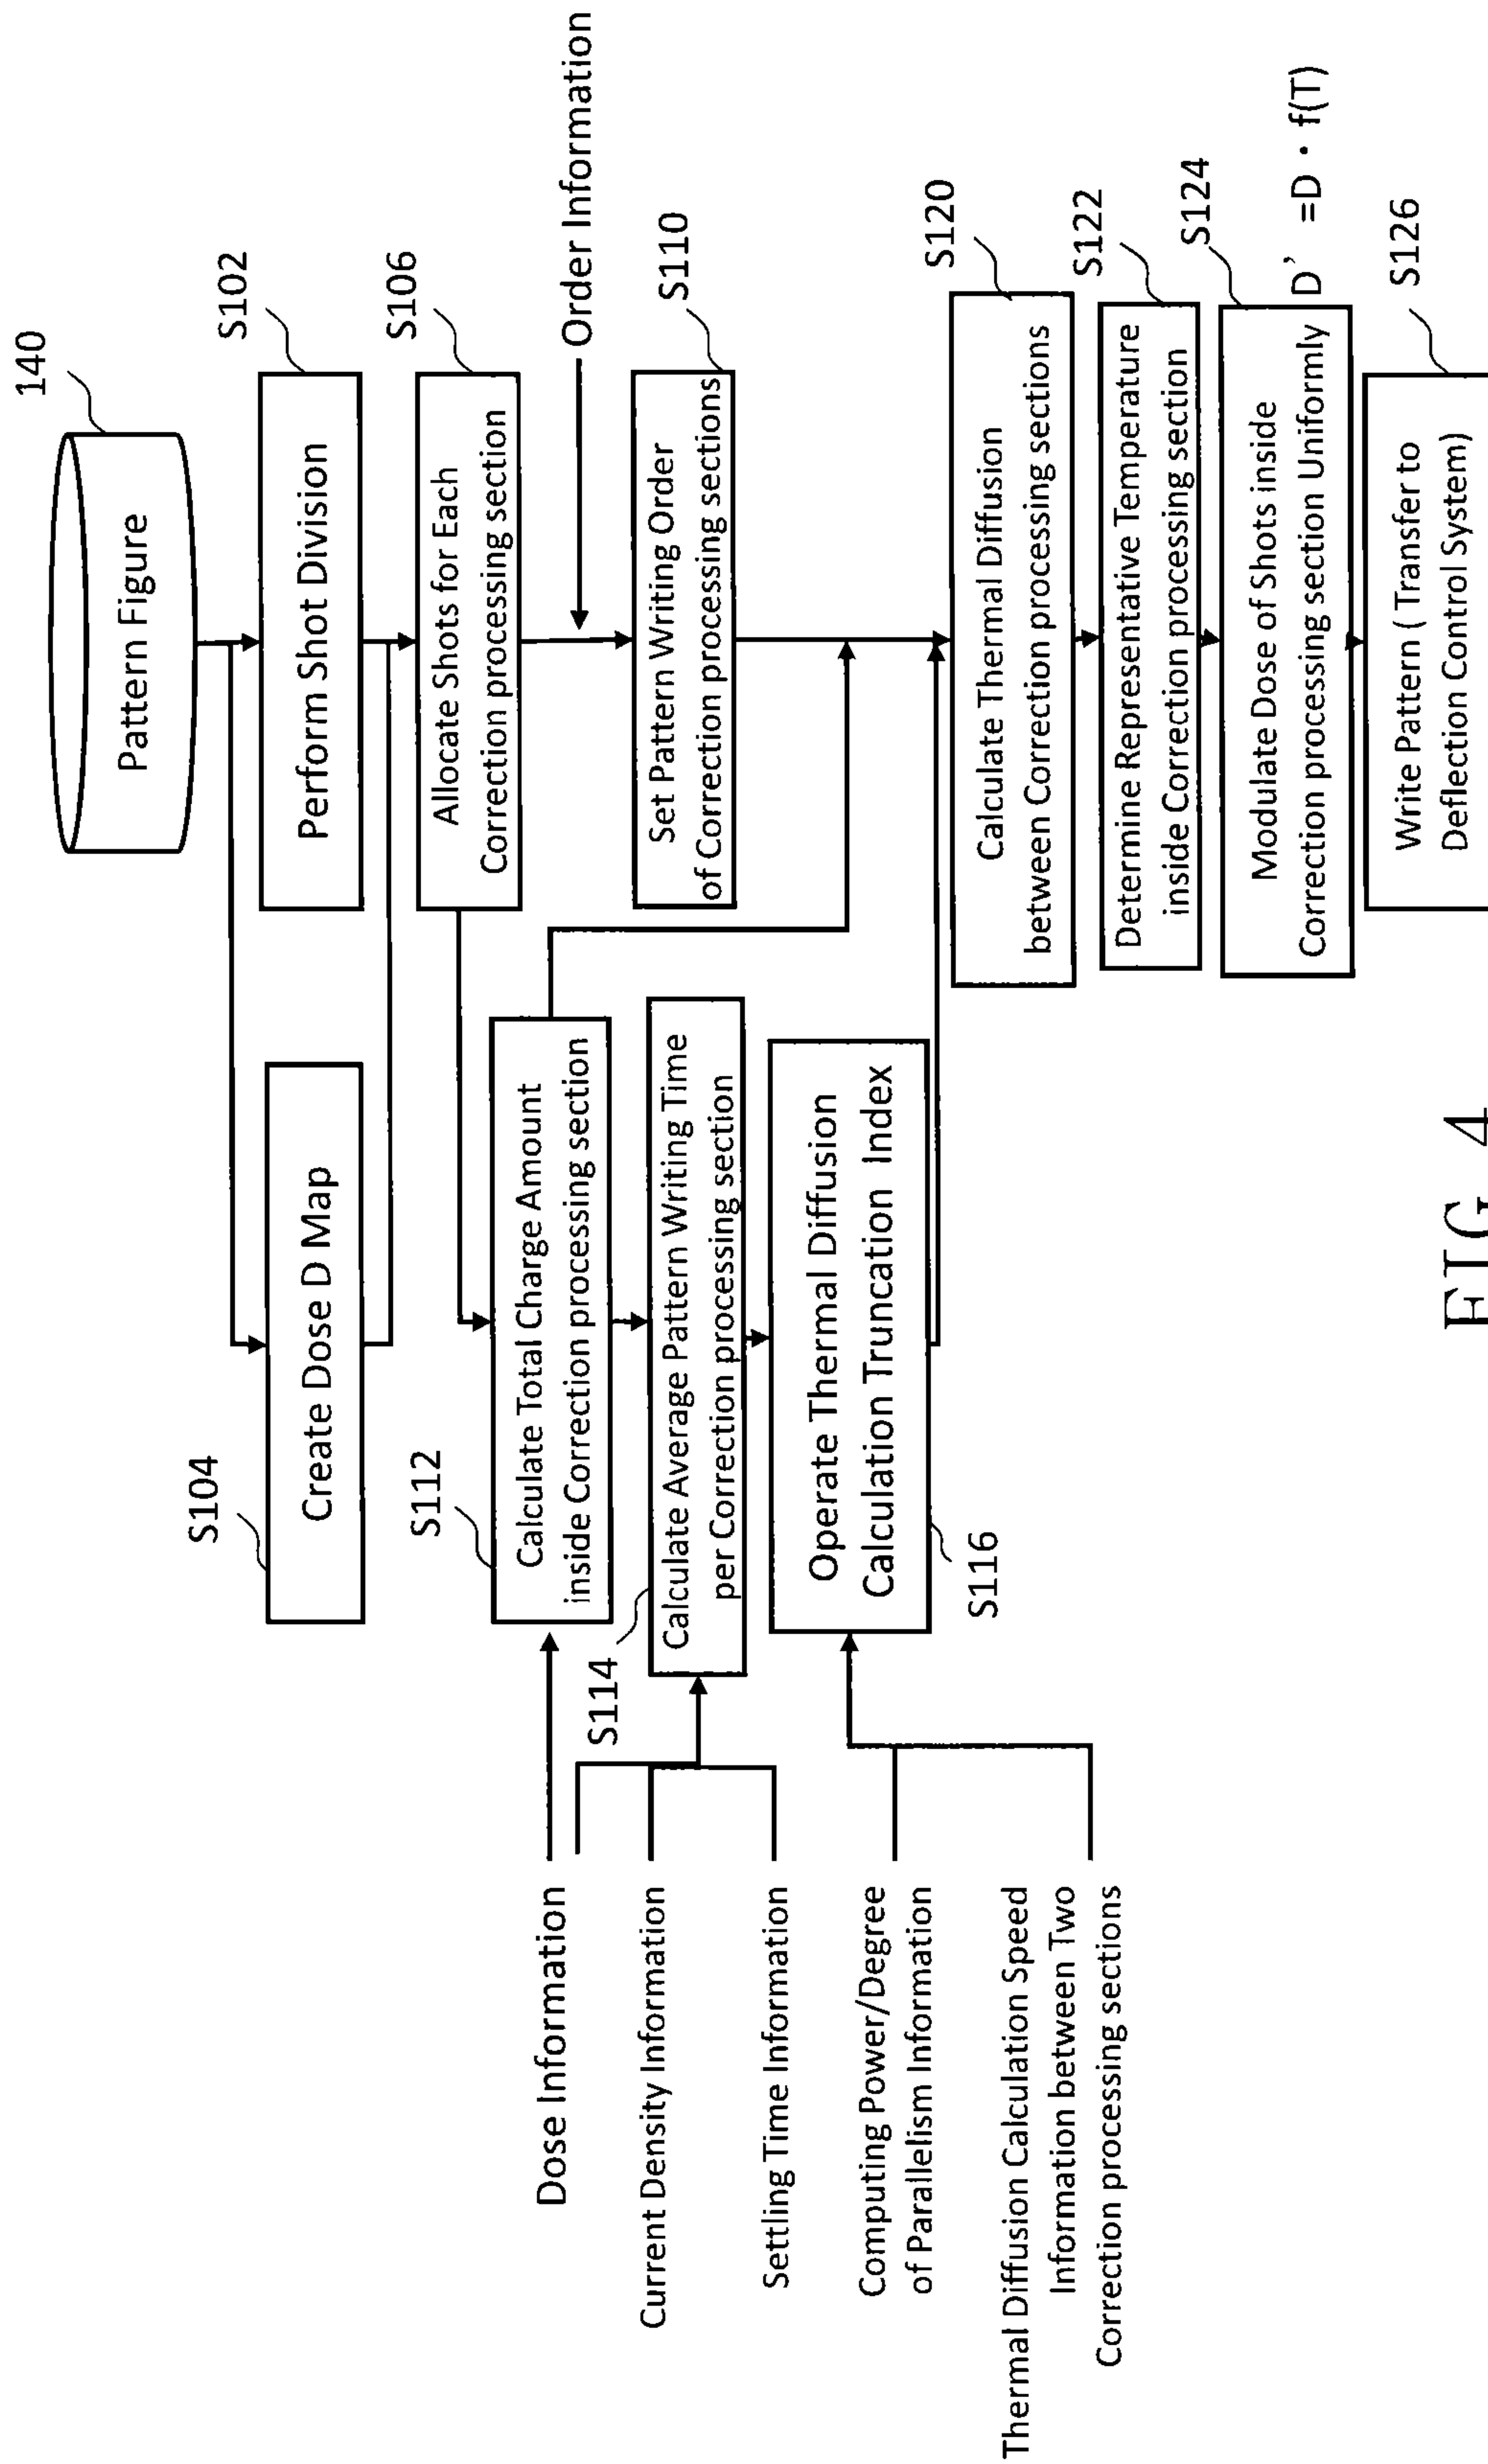 140
Pattern Figure
S102
Perform Shot Division
S104
Create Dose D Map
S106
Allocate Shots for Each
Correction processing section
Order Information
S110
Set Pattern Writing Order
of Correction processing sections
S112
Calculate Total Charge Amount
inside Correction processing section
S114
Calculate Average Pattern Writing Time
per Correction processing section
Operate Thermal Diffusion
Calculation Truncation Index
S116
Dose Information
Current Density Information
Settling Time Information
Computing Power/Degree
of Parallelism Information
Thermal Diffusion Calculation Speed
Information between Two
Correction processing sections
S120
Calculate Thermal Diffusion
between Correction processing sections
S122
Determine Representative Temperature
inside Correction processing section
S124
Modulate Dose of Shots inside
Correction processing section Uniformly
D' =D・f(T)
S126
Write Pattern ( Transfer to
Deflection Control System)
FIG. 4